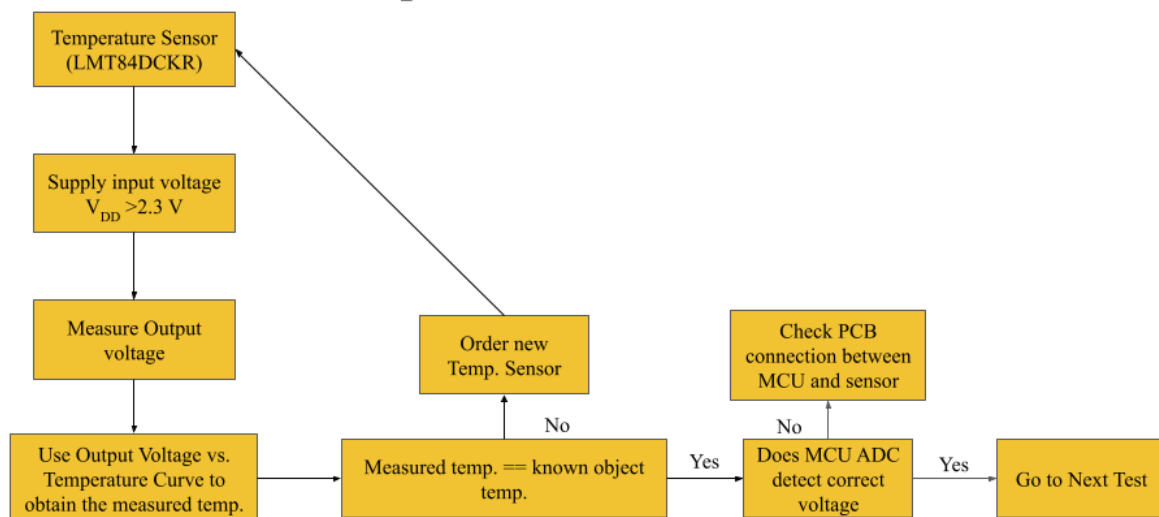 Temperature Sensor
(LMT84DCKR)
Supply input voltage
VDD >2.3 V
Measure Output
voltage
Use Output Voltage vs.
Temperature Curve to
obtain the measured temp.
Order new
Temp. Sensor
No
Measured temp. == known object
temp.
Yes
Check PCB
connection between
MCU and sensor
No
Does MCU ADC
detect correct
voltage
Yes
Go to Next Test